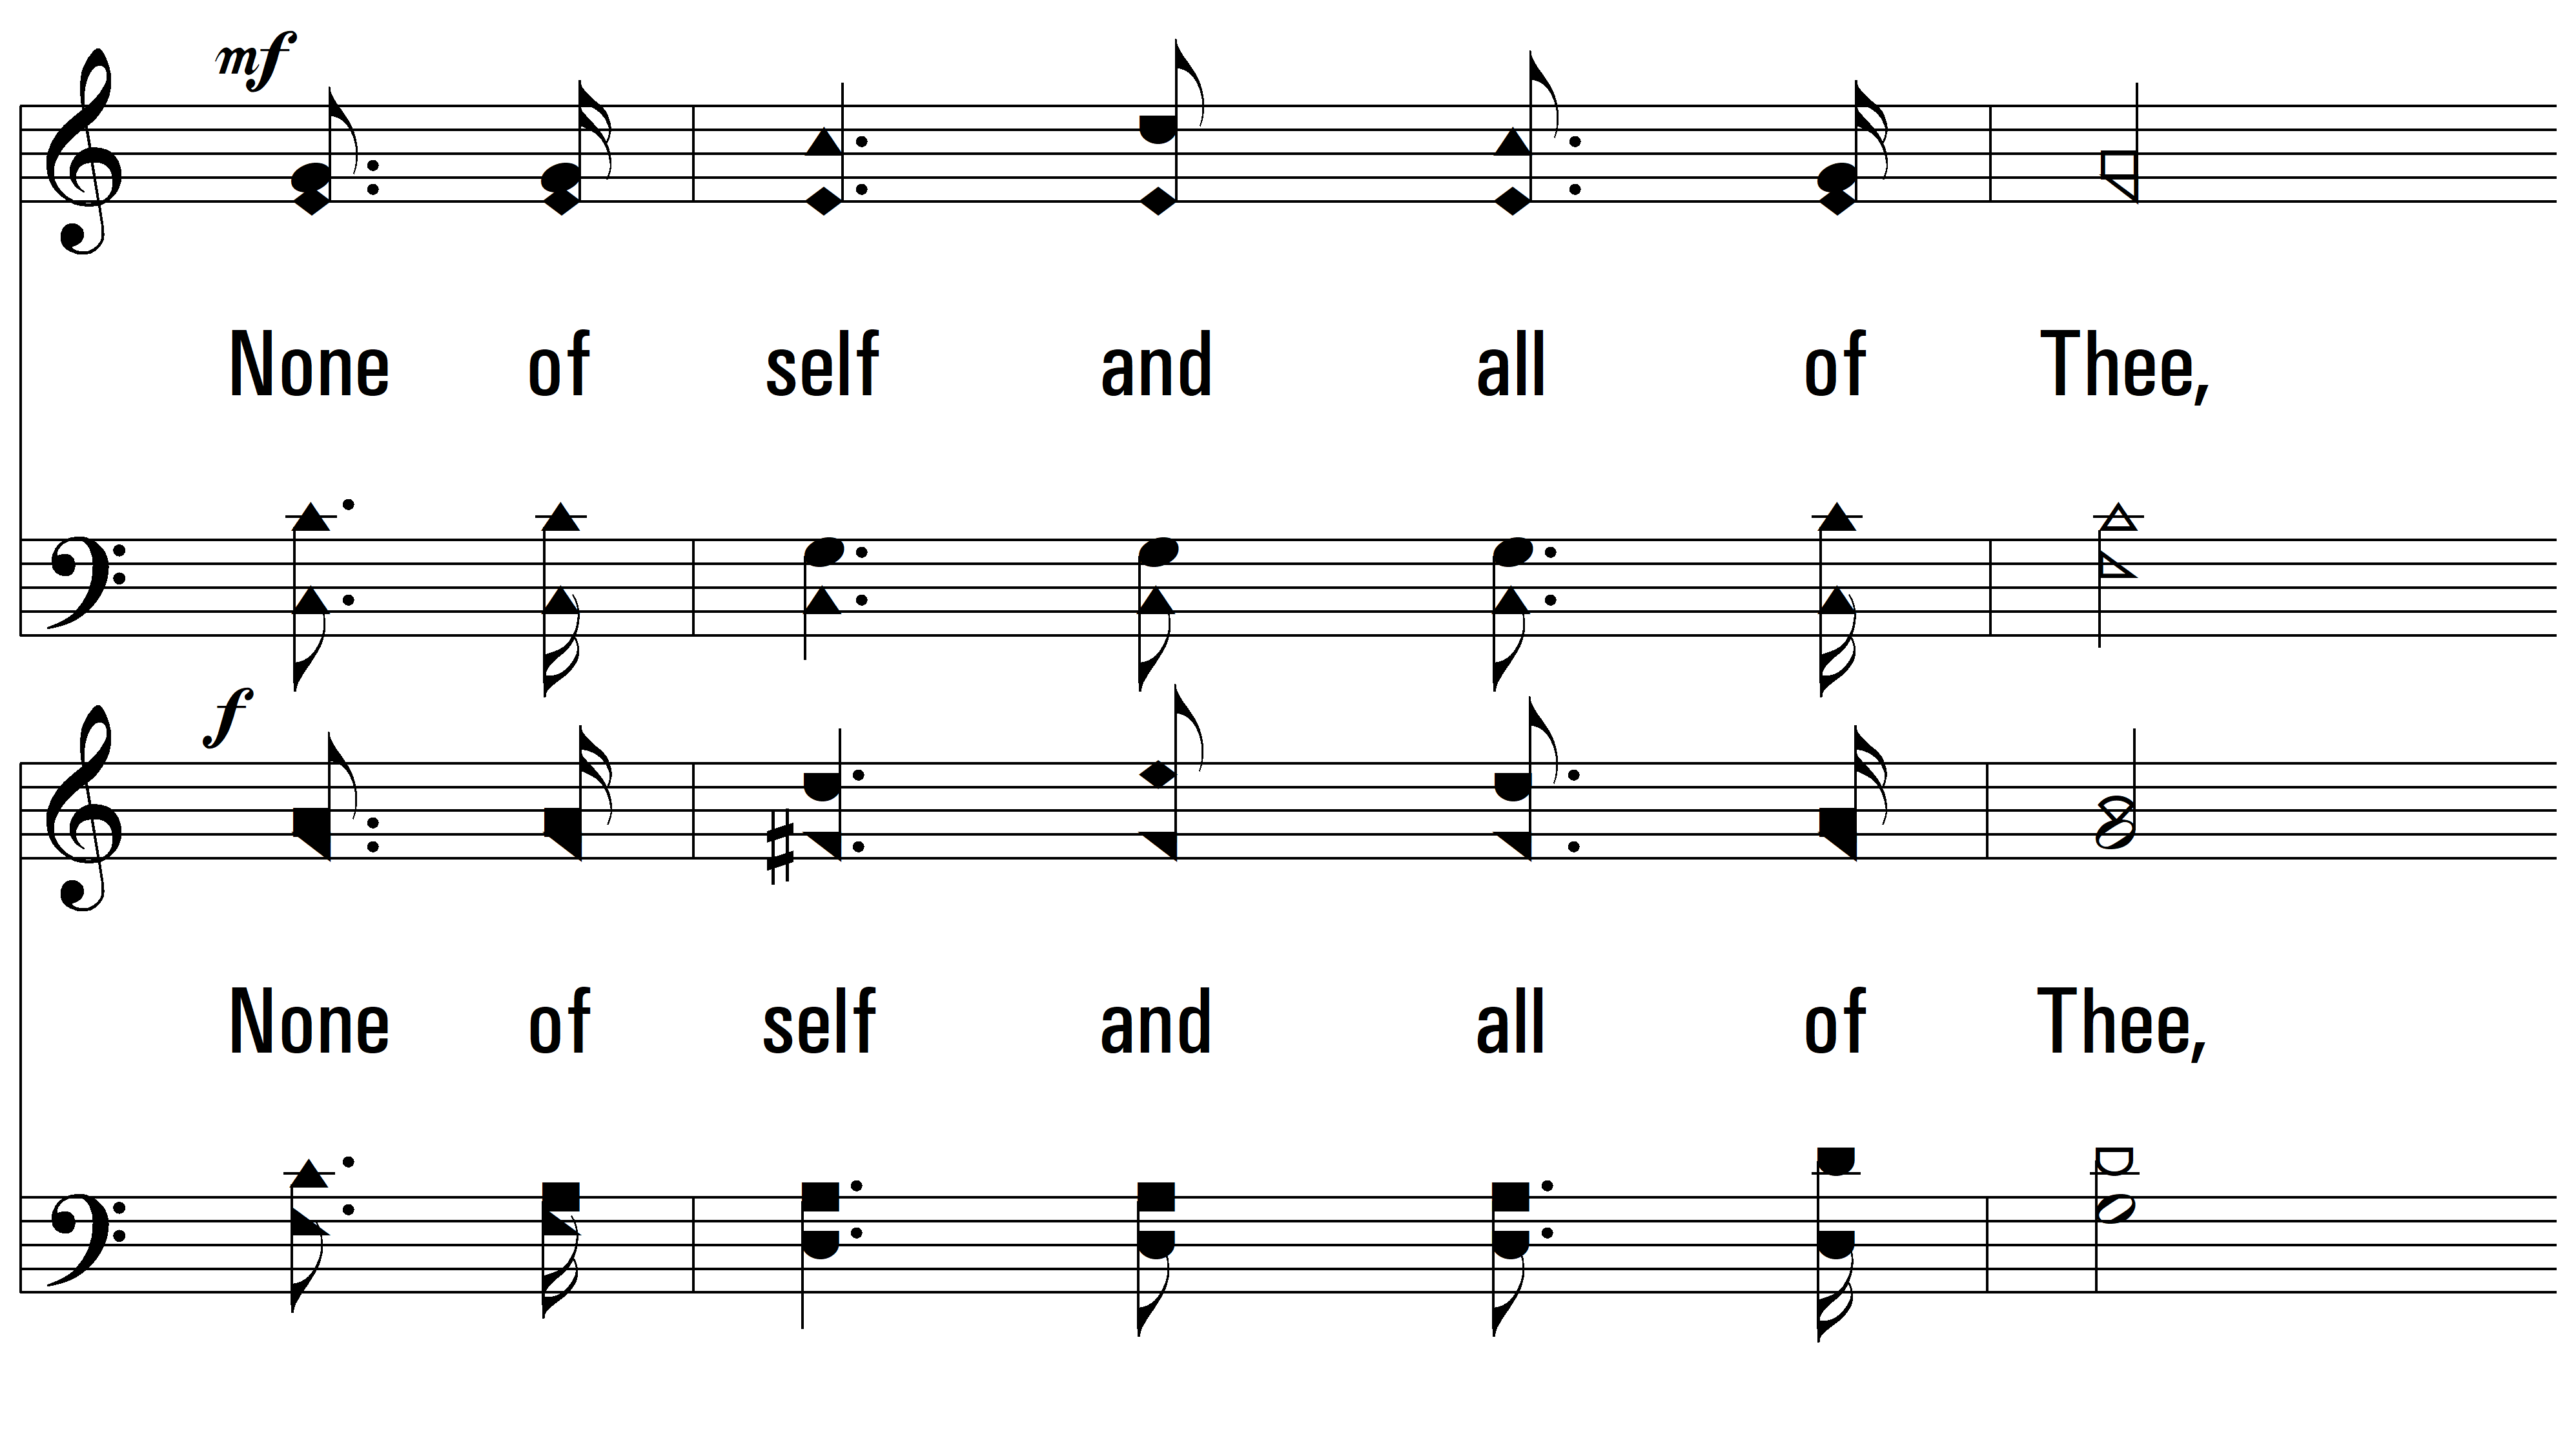 mf
None of self and all of Thee,
f
None of self and all of Thee,